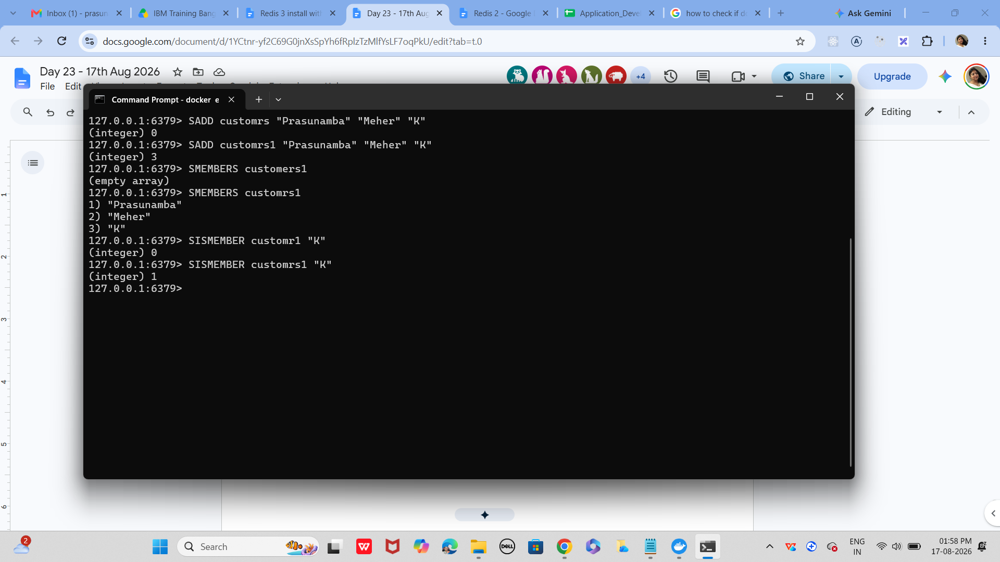 Inbox (1) - prasun
IBM Training Bang
Redis 3 install with
Day 23 - 17th Aug
Redis 2 - Google
Application_Devel
how to check if do
Ask Gemini
docs.google.com/document/d/1YCtnr-yf2C69G0jnXsSpYh6fRplzTzMlfYsLF7oqPkU/edit?tab=t.0
Day 23 - 17th Aug 2026
+4
Share
Upgrade
File Edit
Command Prompt - docker e
Editing
127.0.0.1:6379> SADD customrs "Prasunamba" "Meher" "K"
(integer) 0
127.0.0.1:6379> SADD customrs1 "Prasunamba" "Meher" "K"
(integer) 3
127.0.0.1:6379> SMEMBERS customers1
(empty array)
127.0.0.1:6379> SMEMBERS customrs1
1) "Prasunamba"
2) "Meher"
3) "K"
127.0.0.1:6379> SISMEMBER customr1 "K"
(integer) 0
127.0.0.1:6379> SISMEMBER customrs1 "K"
(integer) 1
127.0.0.1:6379>
1
2
3
4
5
6
2
Search
DELL
ENG
IN
01:58 PM
17-08-2026